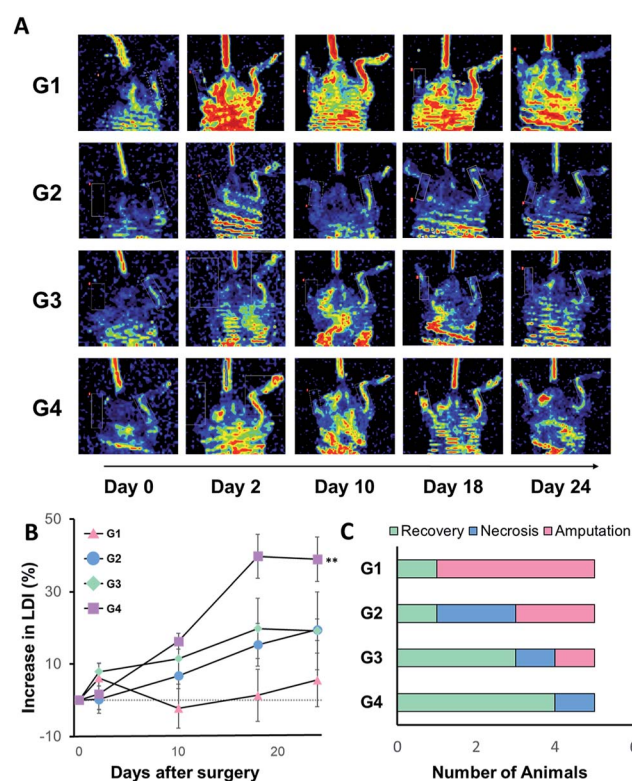 A
G1
G2
G3
G4
Day 0 Day 2 Day 10 Day 18 Day 24
B
50
30
10
-10
0 20
Increase in LDI (%)
Days after surgery
G1
G2
G3
G4
**
C
Recovery Necrosis Amputation
G1
G2
G3
G4
0 2 4 6
Number of Animals